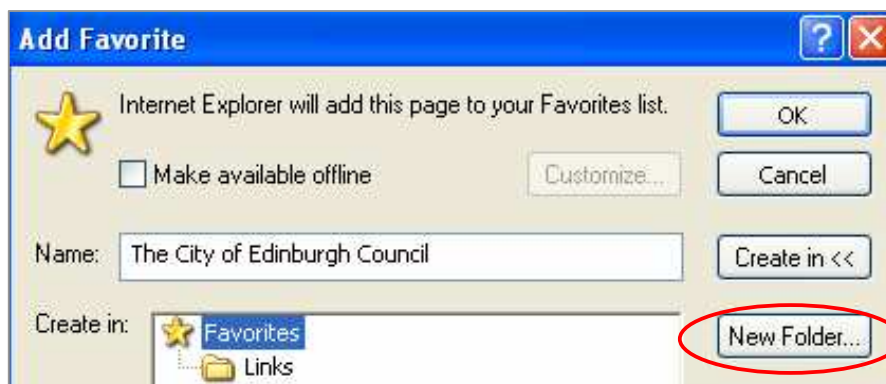 Add Favorite
?
Internet Explorer will add this page to your Favorites list.
OK
Make available offline
Customize...
Cancel
Name:
The City of Edinburgh Council
Create in <<
Create in:
Favorites
New Folder...
Links